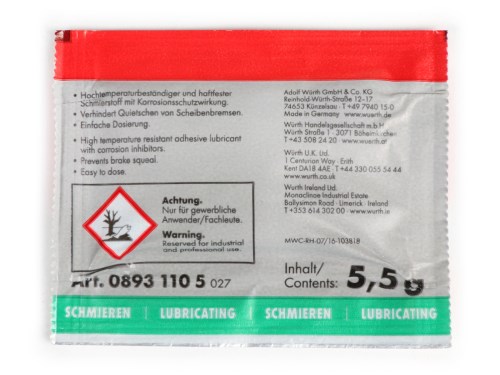 • Hochtemperaturbeständiger und haftfester
Schmierstoff mit Korrosionsschutzwirkung.
• Verhindert Quietschen von Scheibenbremsen.
• Einfache Dosierung.
• High temperature resistant adhesive lubricant
with corrosion inhibitors.
• Prevents brake squeal.
• Easy to dose.
Achtung.
Nur für gewerbliche
Anwender/Fachleute.
Warning.
Reserved for industrial
and professional use.
Art. 0893 110 5 027
Adolf Würth GmbH & Co. KG
Reinhold-Würth-Straße 12-17
74653 Künzelsau · T +49 7940 15-0
Made in Germany www.wuerth.de
Würth Handelsgesellschaft m.b.H.
Würth Straße 1 · 3071 Böheimkirchen
T +43 508 24 20 www.wuerth.at
Würth U.K. Ltd.
1 Centurion Way · Erith
Kent DA18 4AE · T +44 330 055 54 44
www.wurth.co.uk
Würth Ireland Ltd.
Monaclinoe Industrial Estate
Ballysimon Road · Limerick · Ireland
T +353 614 302 00 · www.wurth.ie
MWC-RH-07/16-103818
Inhalt/
Contents: 5,5 g
SCHMIEREN | LUBRICATING | SCHMIEREN | LUBRICATING